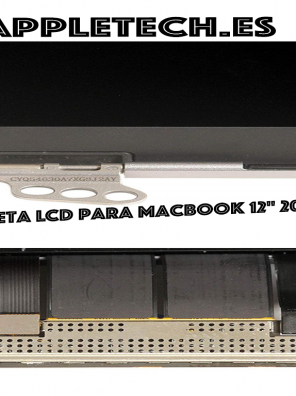 APPLETECH.ES
ETA LCD PARA MACBOOK 12" 20